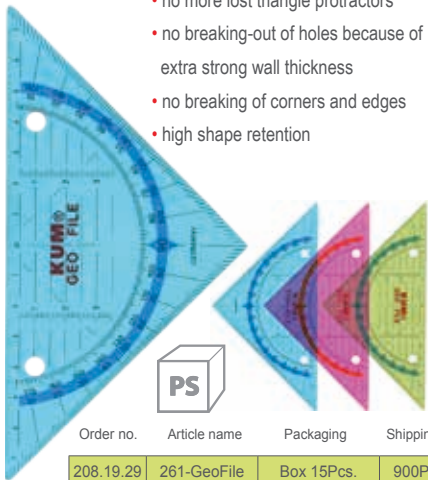 • no more lost triangle protractors
• no breaking-out of holes because of
extra strong wall thickness
• no breaking of corners and edges
• high shape retention
KUM®
GEO FILE
GERMANY
PS
Order no. Article name Packaging Shippin
208.19.29 261-GeoFile Box 15Pcs. 900P